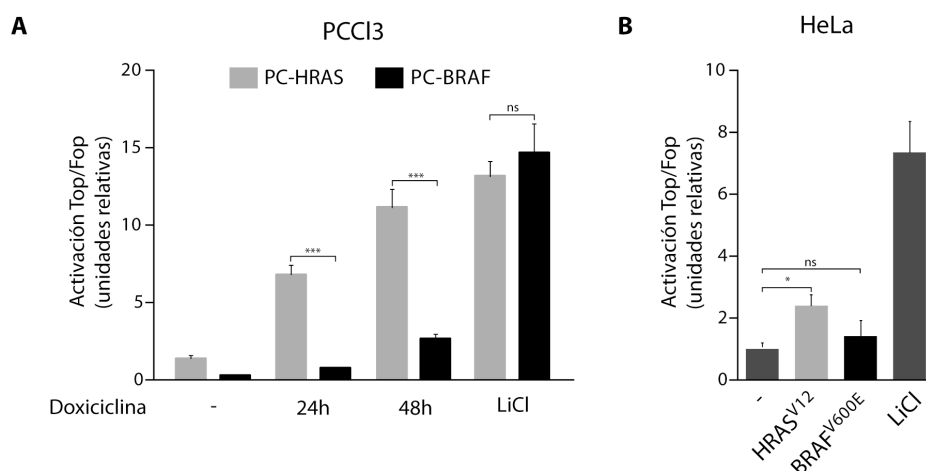 A
PCCl3
20
15
10
5
0
Activación Top/Fop
(unidades relativas)
PC-HRAS
PC-BRAF
***
***
ns
Doxiciclina
-
24h
48h
LiCl
B
HeLa
10
8
6
4
2
0
Activación Top/Fop
(unidades relativas)
ns
*
-
HRASV12
BRAFV600E
LiCl